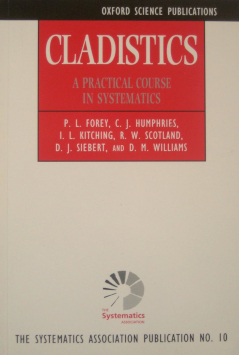 OXFORD SCIENCE PUBLICATIONS
CLADISTICS
A PRACTICAL COURSE
IN SYSTEMATICS
P. L. FOREY, C. J. HUMPHRIES,
I. L. KITCHING, R. W. SCOTLAND,
D. J. SIEBERT, AND D. M. WILLIAMS
THE
Systematics
ASSOCIATION
THE SYSTEMATICS ASSOCIATION PUBLICATION NO. 10